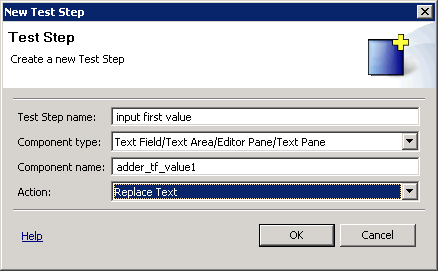 New Test Step
Test Step
Create a new Test Step
Test Step name: input first value
Component type: Text Field/Text Area/Editor Pane/Text Pane
Component name: adder_tf_value1
Action: Replace Text
Help OK Cancel